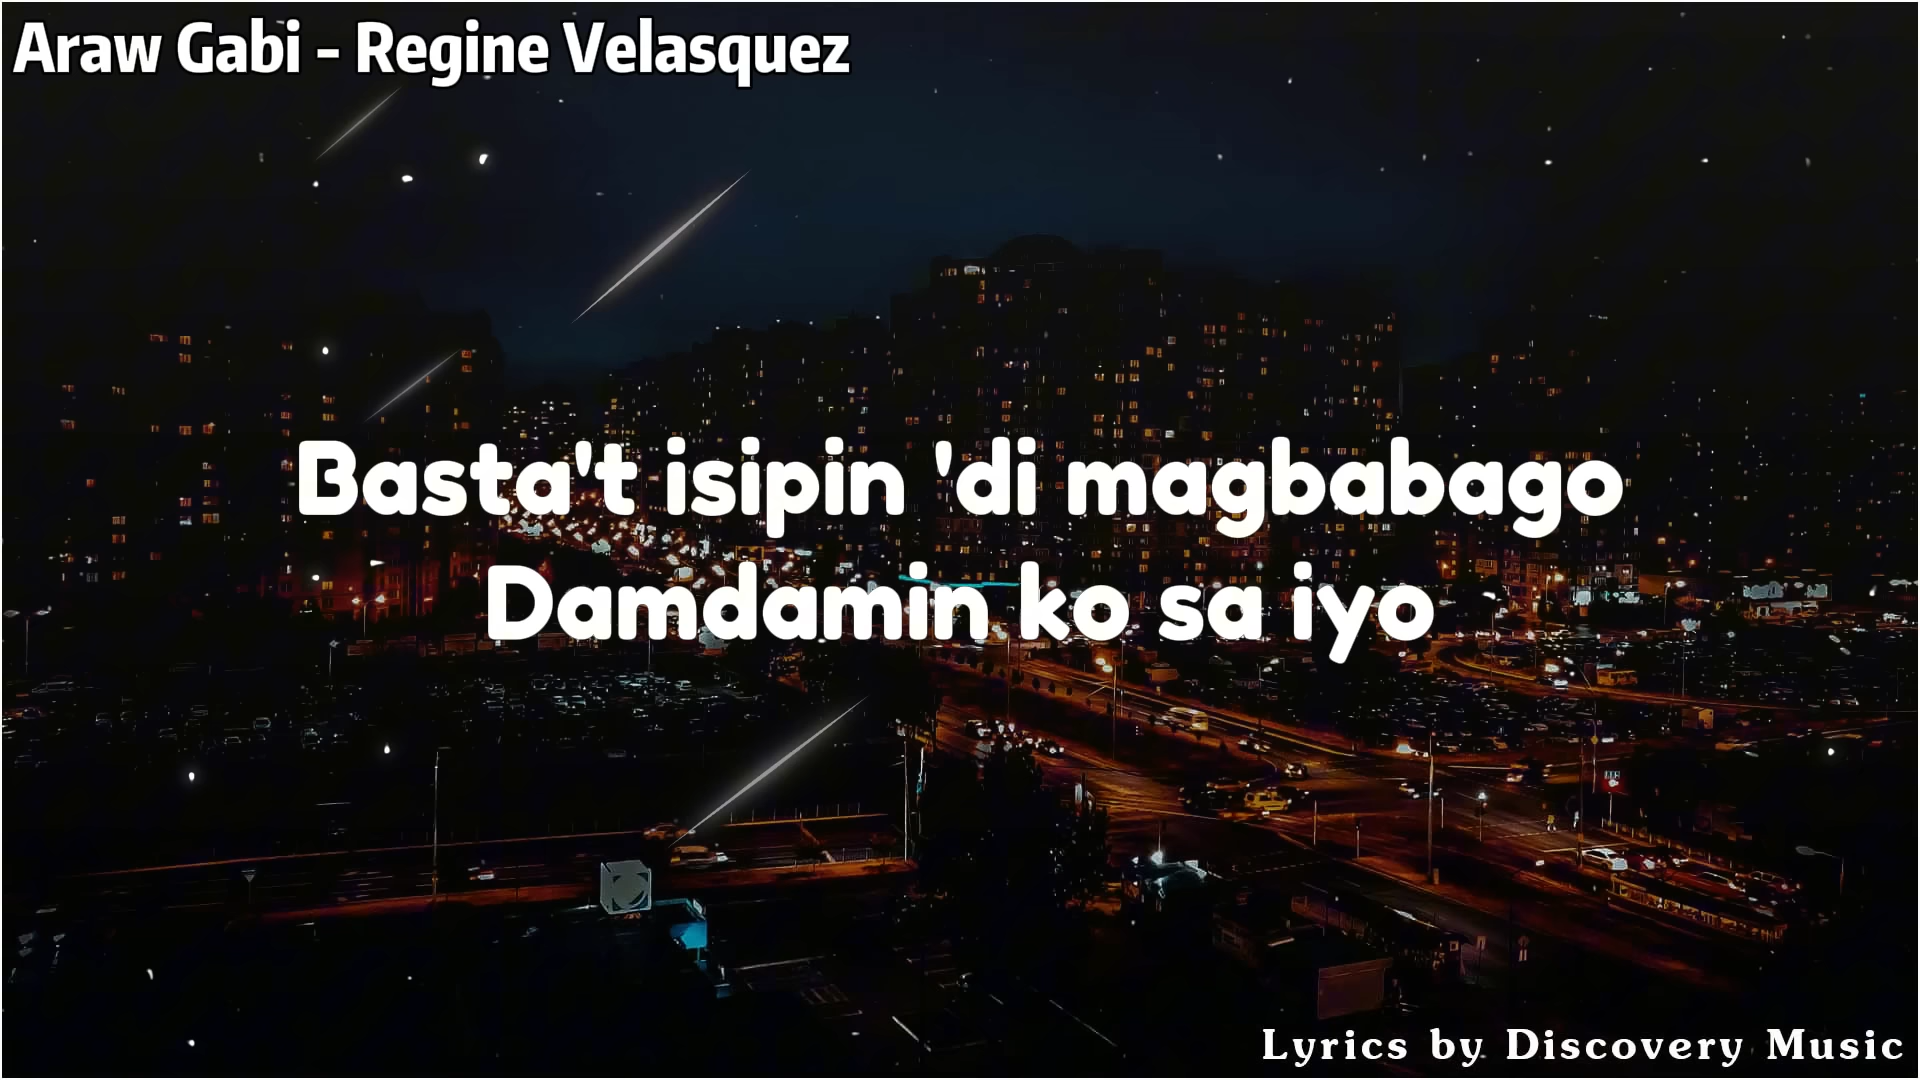 Araw Gabi - Regine Velasquez
Basta't isipin 'di magbabago
Damdamin ko sa iyo
Lyrics by Discovery Music